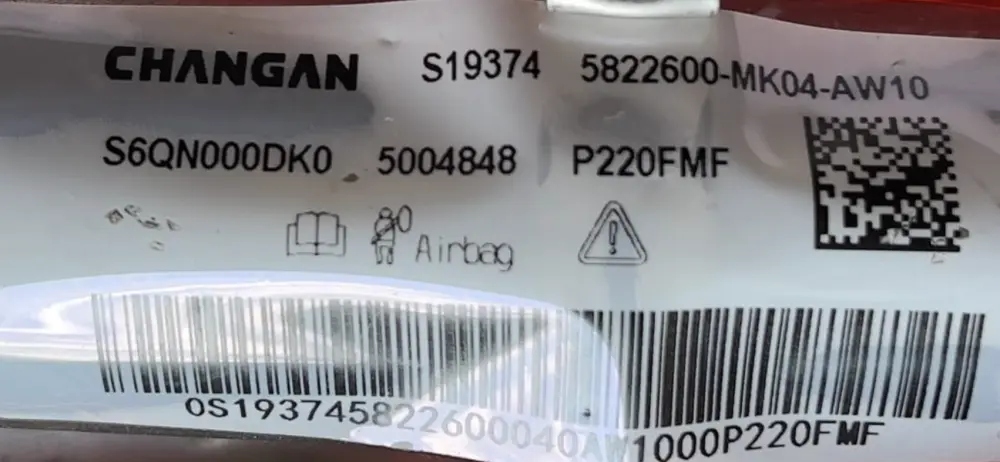 CHANGAN S19374 5822600-MK04-AW10
S6QN000DK0 5004848 P220FMF
Airbag
0S193745822600040AW1000P220FMF